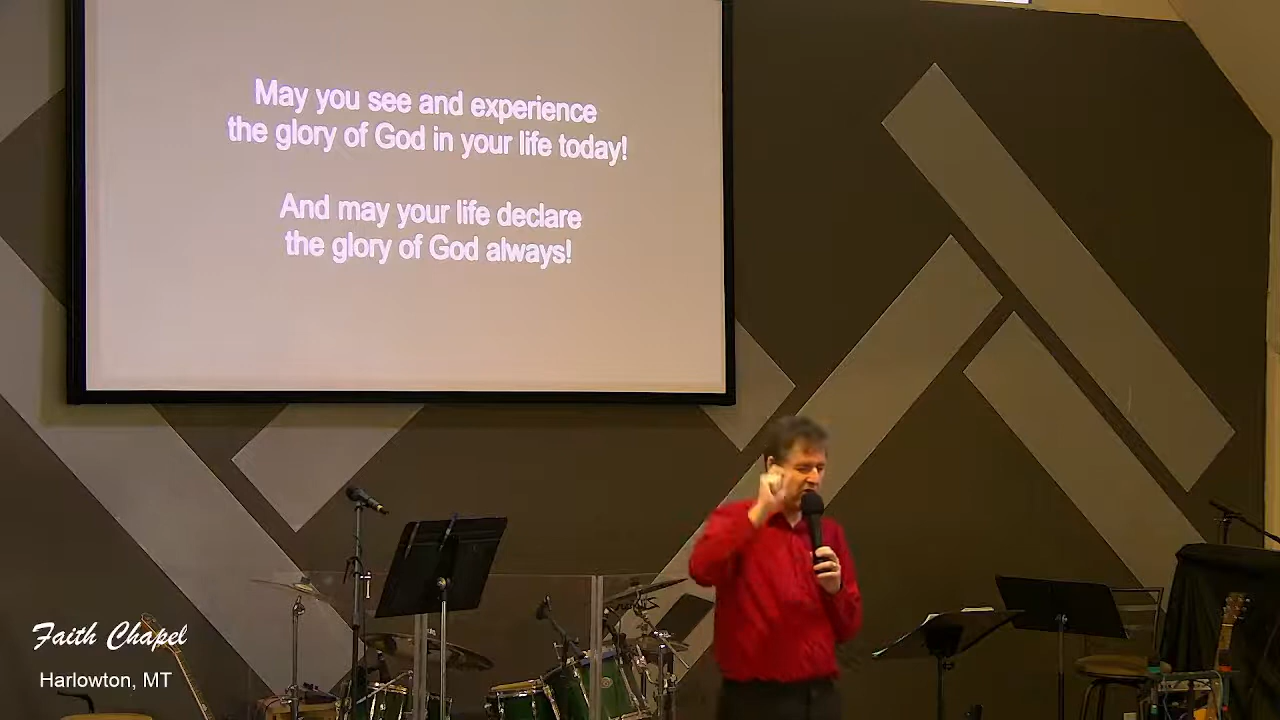 May you see and experience
the glory of God in your life today!
And may your life declare
the glory of God always!
Faith Chapel
Harlowton, MT